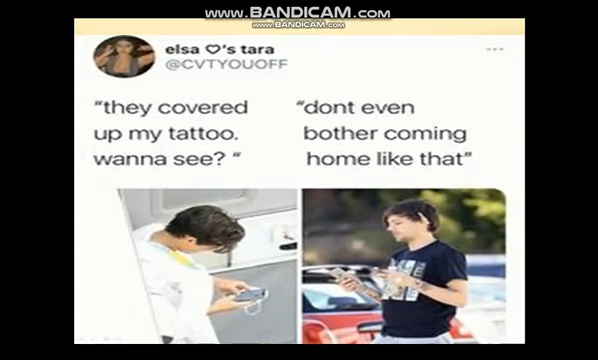 www.BANDICAM.com
www.BANDICAM.com
elsa ♡'s tara
@CVTYOUOFF
"they covered
up my tattoo.
wanna see? "
"dont even
bother coming
home like that"